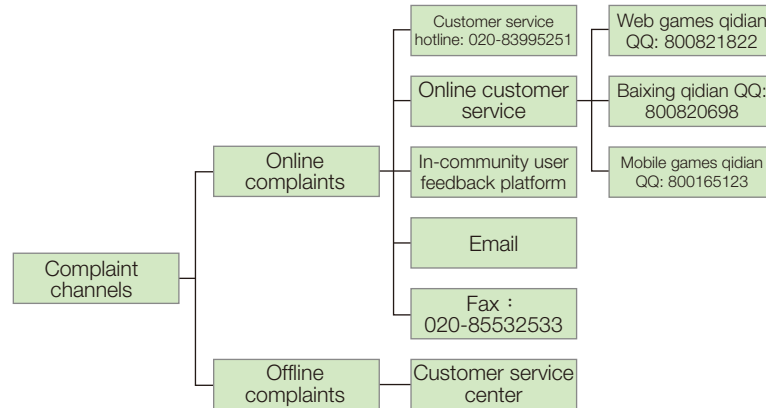 Customer service
hotline: 020-83995251
Web games qidian
QQ: 800821822
Online customer
service
Baixing qidian QQ:
800820698
Online
complaints
In-community user
feedback platform
Mobile games qidian
QQ: 800165123
Email
Complaint
channels
Fax：
020-85532533
Offline
complaints
Customer service
center